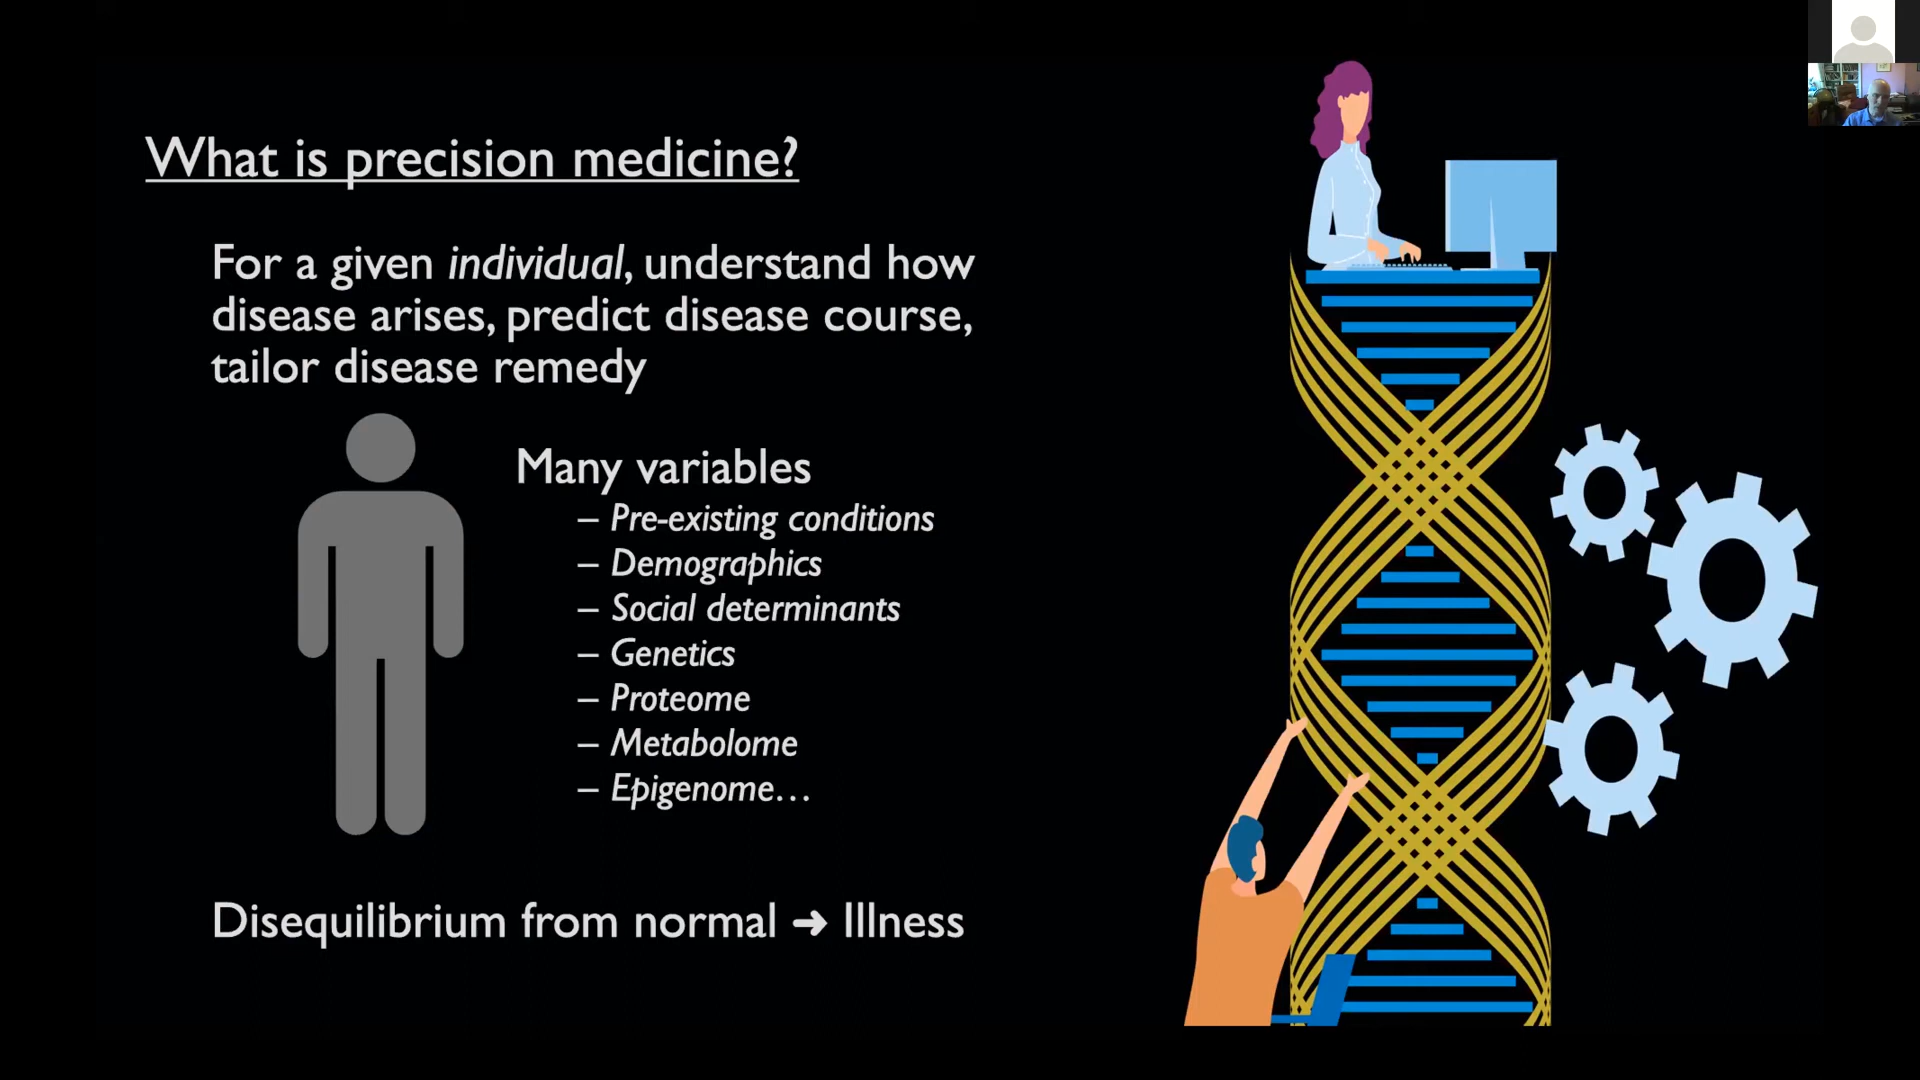 What is precision medicine?
For a given individual, understand how
disease arises, predict disease course,
tailor disease remedy
Many variables
– Pre-existing conditions
– Demographics
– Social determinants
– Genetics
– Proteome
– Metabolome
– Epigenome…
Disequilibrium from normal ➜ Illness